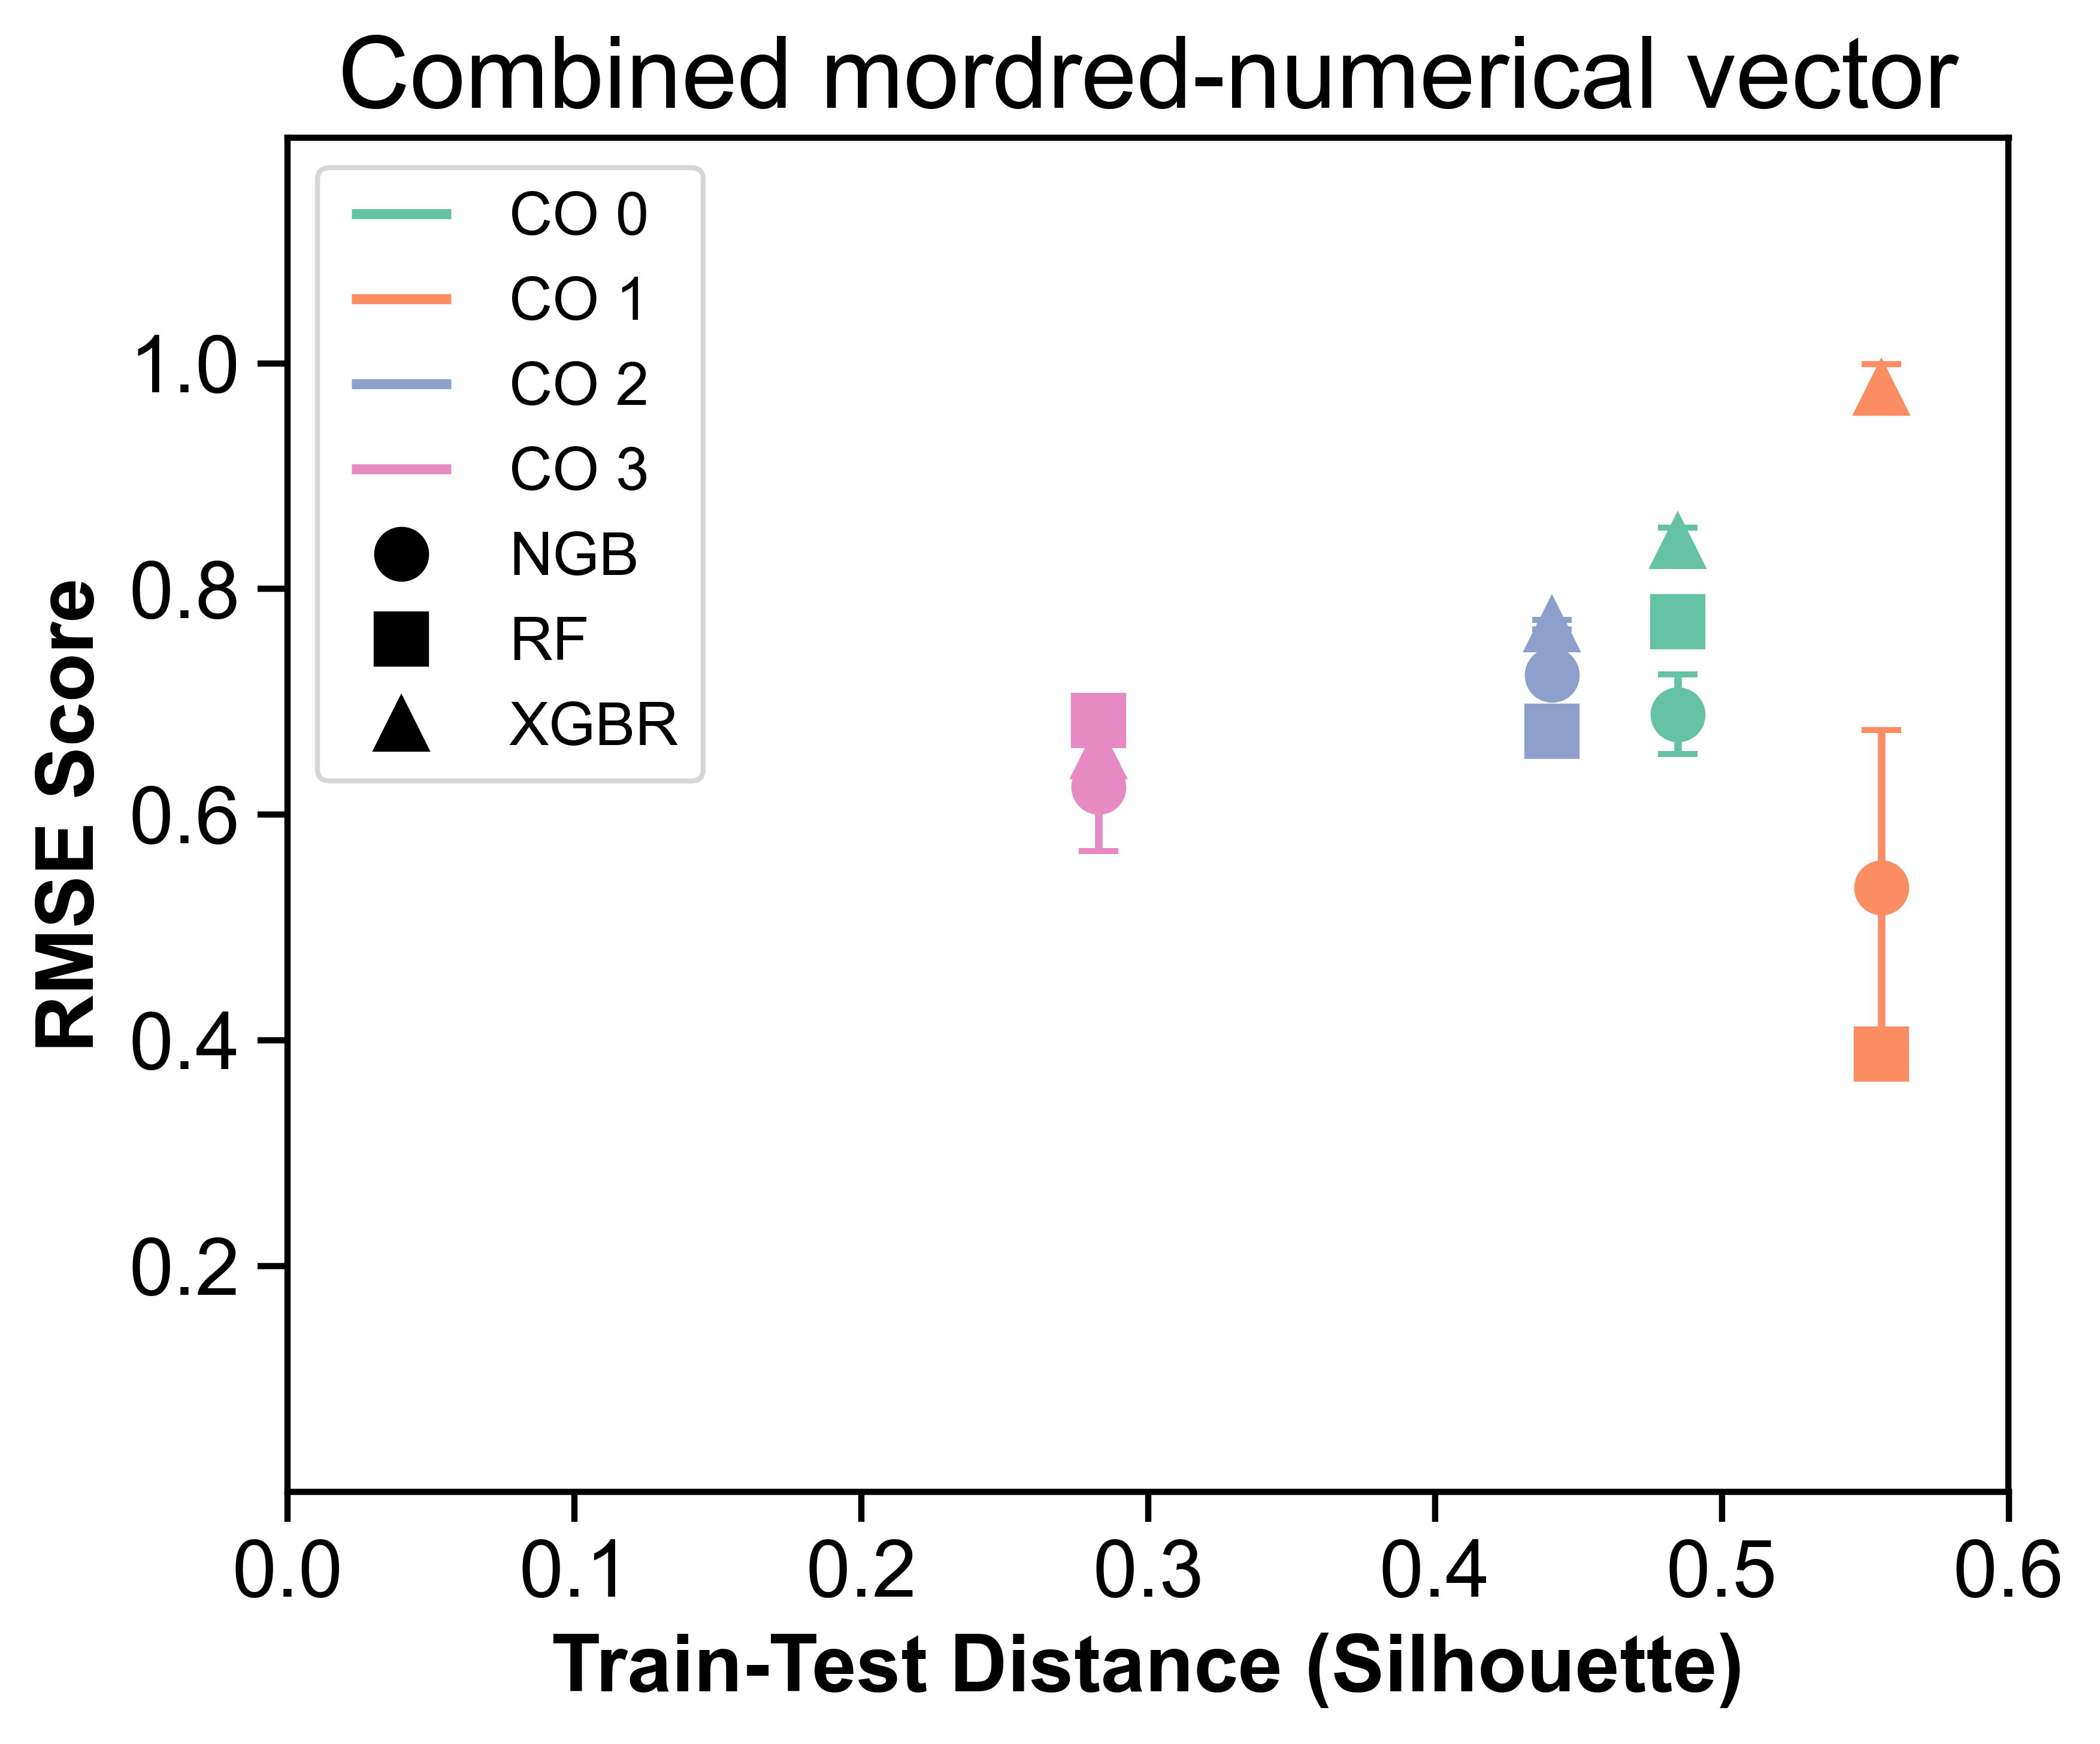 Combined mordred-numerical vector
CO 0
CO 1
CO 2
CO 3
NGB
RF
XGBR
RMSE Score
1.0
0.8
0.6
0.4
0.2
0.0 0.1 0.2 0.3 0.4 0.5 0.6
Train-Test Distance (Silhouette)